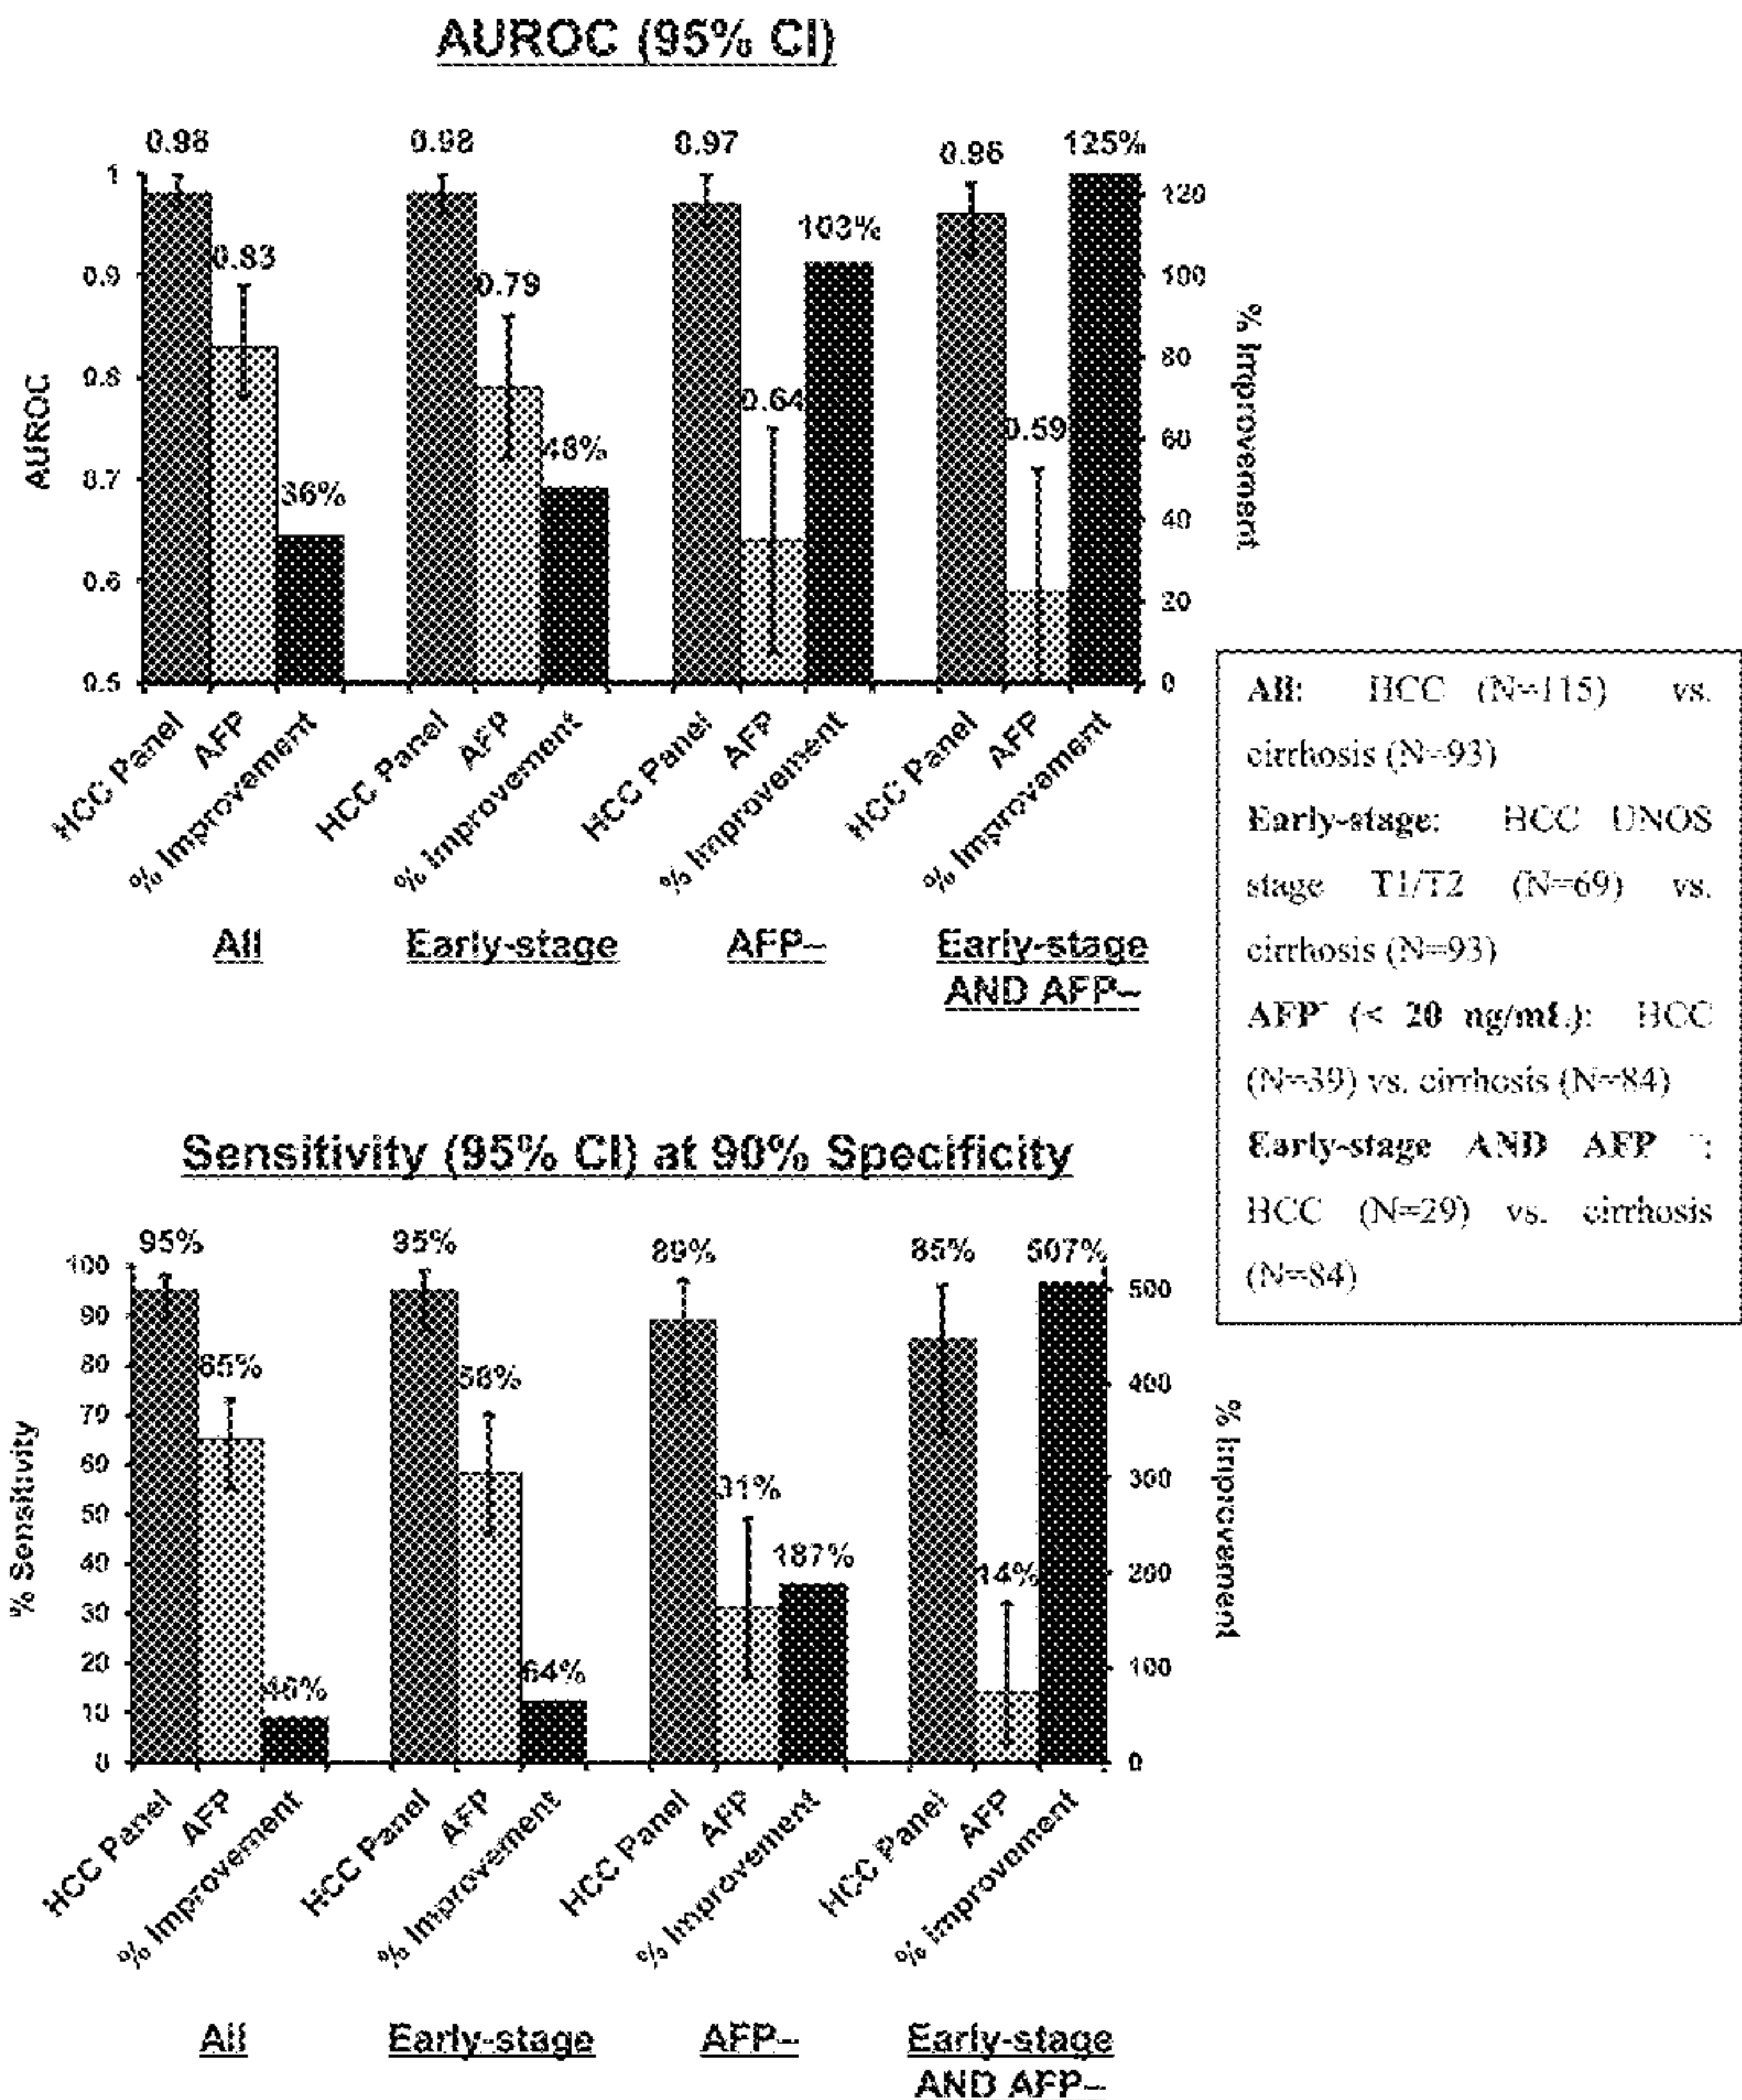 AUROC (95% CI)
0.98 0.98 0.97 0.96 125%
0.83 0.79 103%
36% 48% 0.64 0.59
1
0.9
0.8
0.7
0.6
0.5
AUROC
120
100
80
60
40
20
0
% Improvement
HCC Panel AFP % Improvement HCC Panel AFP % Improvement HCC Panel AFP % Improvement HCC Panel AFP % Improvement
All Early-stage AFP– Early-stage
AND AFP–
All: HCC (N=115) vs.
cirrhosis (N=93)
Early-stage: HCC UNOS
stage T1/T2 (N=69) vs.
cirrhosis (N=93)
AFP- (< 20 ng/mL): HCC
(N=39) vs. cirrhosis (N=84)
Early-stage AND AFP -:
HCC (N=29) vs. cirrhosis
(N=84)
Sensitivity (95% CI) at 90% Specificity
95% 95% 89% 85% 507%
65% 58% 31% 14%
46% 64% 187%
100
90
80
70
60
50
40
30
20
10
0
% Sensitivity
500
400
300
200
100
0
% Improvement
HCC Panel AFP % Improvement HCC Panel AFP % Improvement HCC Panel AFP % Improvement HCC Panel AFP % improvement
All Early-stage AFP– Early-stage
AND AFP–